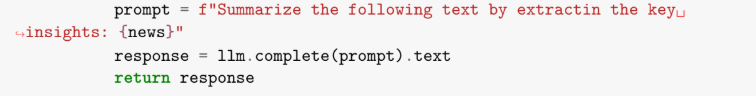 prompt = f"Summarize the following text by extractin the key␣
↪insights: {news}"
response = llm.complete(prompt).text
return response